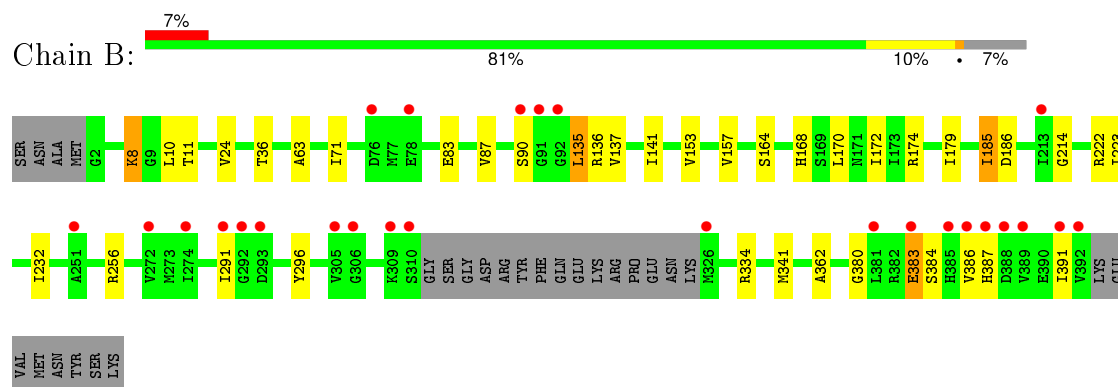 7%
Chain B:
81%
10%
•
7%
SER ASN ALA MET G2 K8 G9 L10 T11 V24 T36 A63 I71 D76 M77 E78 E83 V87 S90 G91 G92 L135 R136 V137 I141 V153 V157 S164 H168 S169 L170 N171 I172 I173 R174 I179 I185 D186 I213 G214 R222
I232 R256 A251 V272 M273 I274 I291 G292 D293 Y296 V305 G306 K309 S310 GLY SER GLY ASP ARG TYR PHE GLN GLU LYS ARG PRO GLU ASN LYS M326 R334 M341 A362 G380 L381 R382 E383 S384 H385 V386 H387 D388 V389 E390 I391 V392 LYS
VAL MET ASN TYR SER LYS